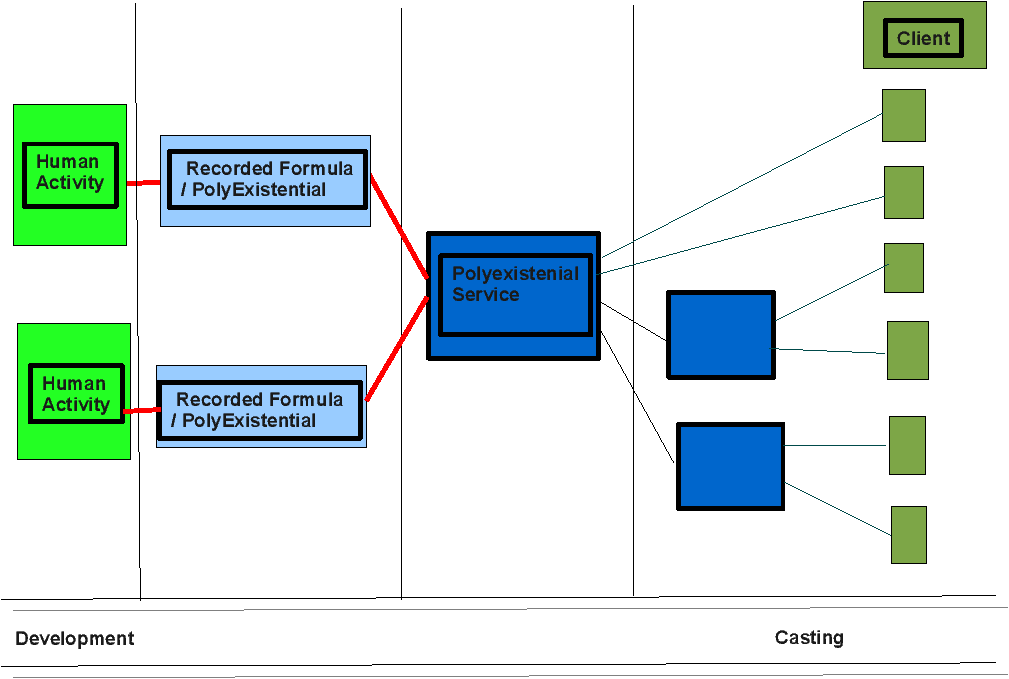 Client
Human
Activity
Recorded Formula
/ PolyExistential
Polyexistenial
Service
Human
Activity
Recorded Formula
/ PolyExistential
Development
Casting